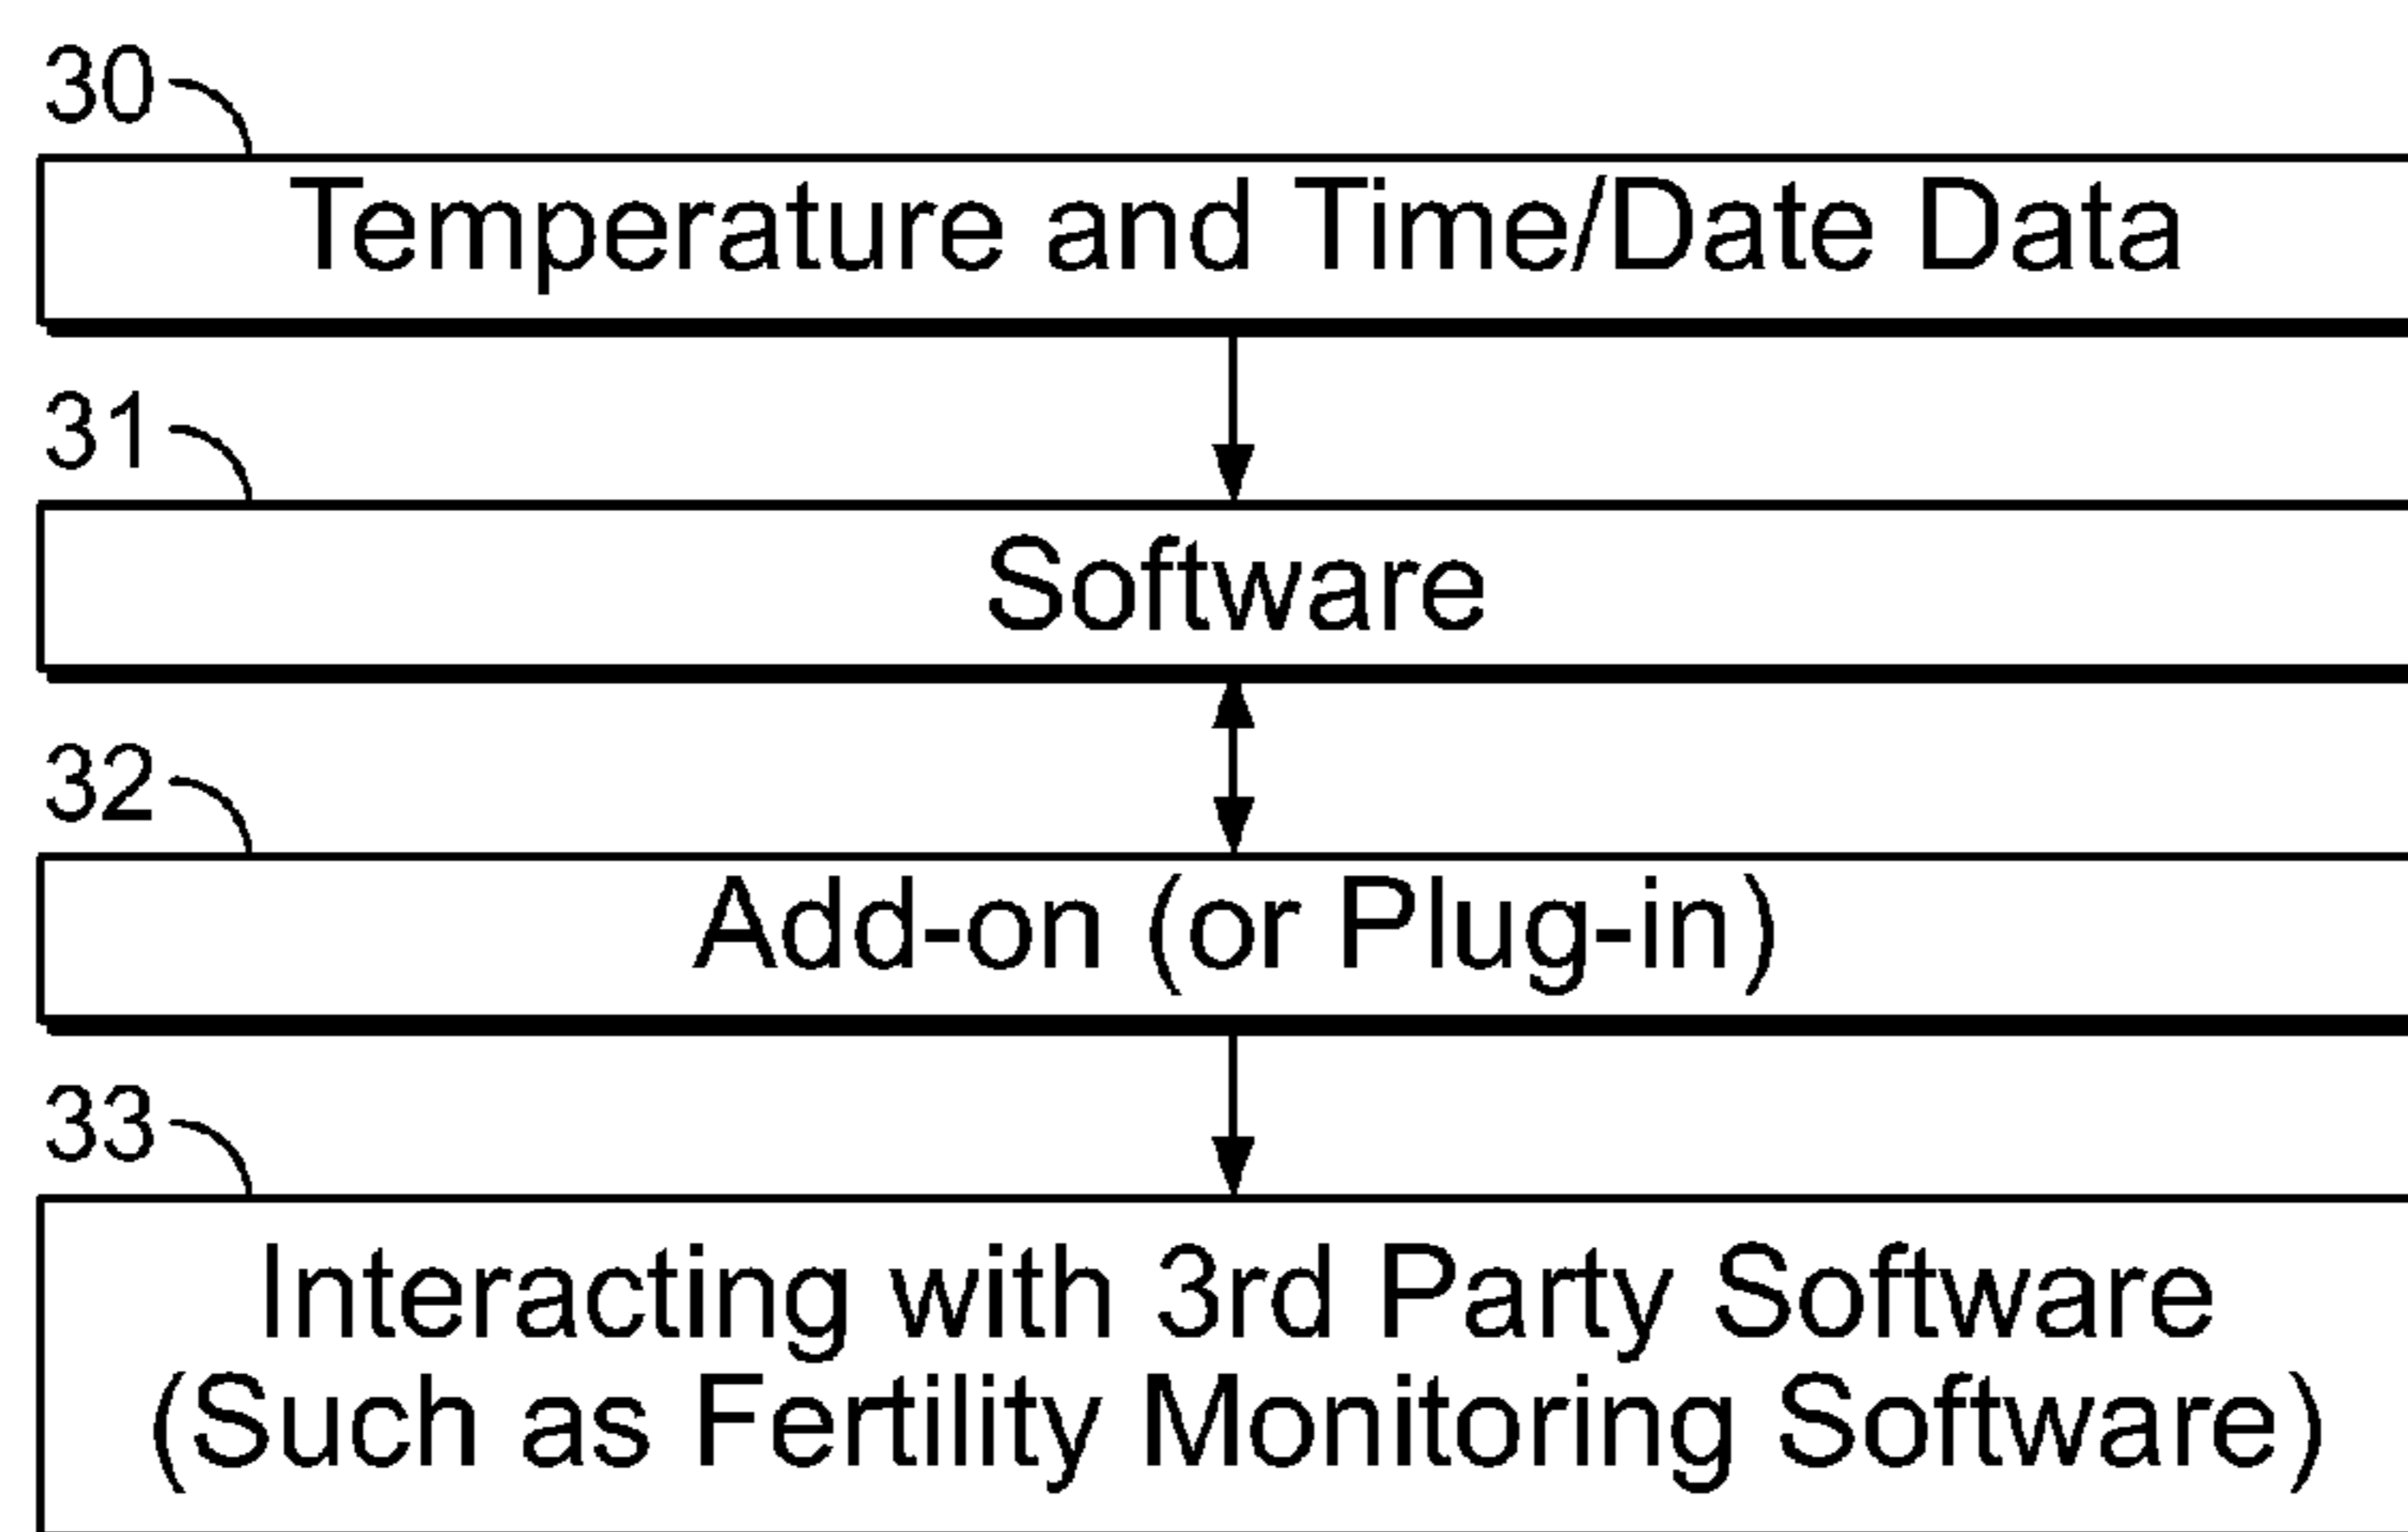 30
Temperature and Time/Date Data
31
Software
32
Add-on (or Plug-in)
33
Interacting with 3rd Party Software
(Such as Fertility Monitoring Software)